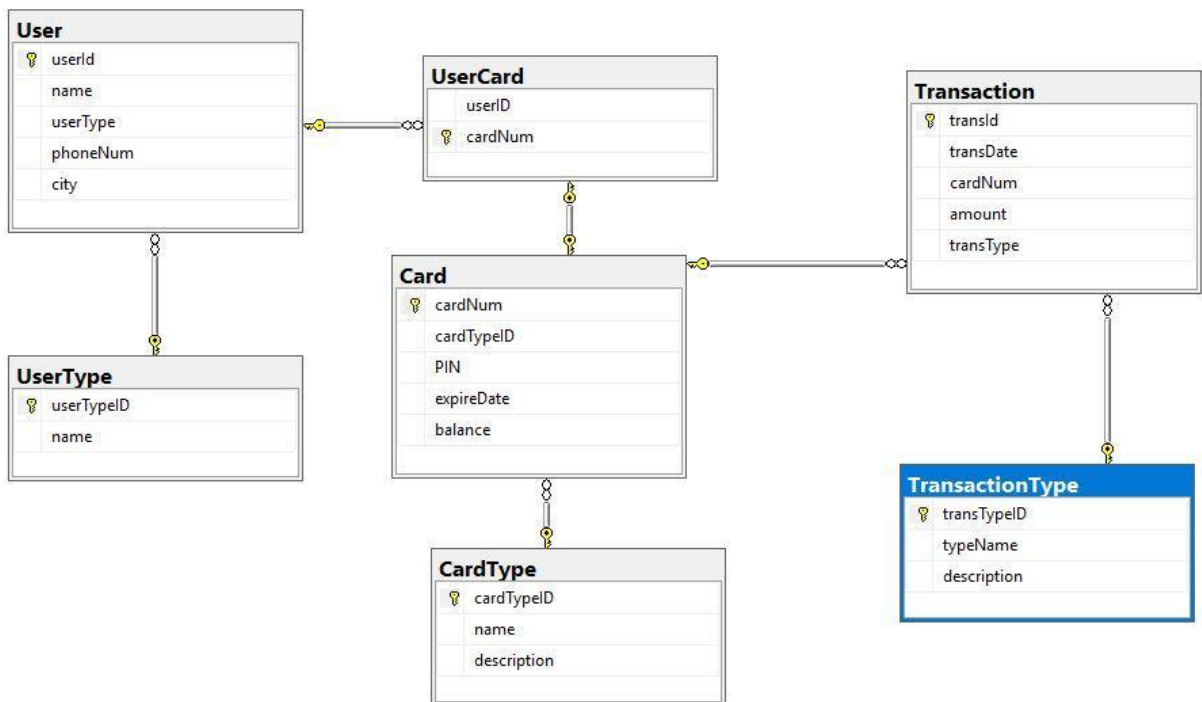 User
userId
name
userType
phoneNum
city
UserCard
userID
cardNum
Transaction
transId
transDate
cardNum
amount
transType
Card
cardNum
cardTypeID
PIN
expireDate
balance
UserType
userTypeID
name
TransactionType
transTypeID
typeName
description
CardType
cardTypeID
name
description